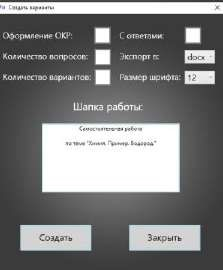 Создать варианты
Оформление ОКР: С ответами:
Количество вопросов: Экспорт в: docx
Количество вариантов: Размер шрифта: 12
Шапка работы:
Самостоятельная работа
по теме "Химия. Пример. Водород."
Создать Закрыть